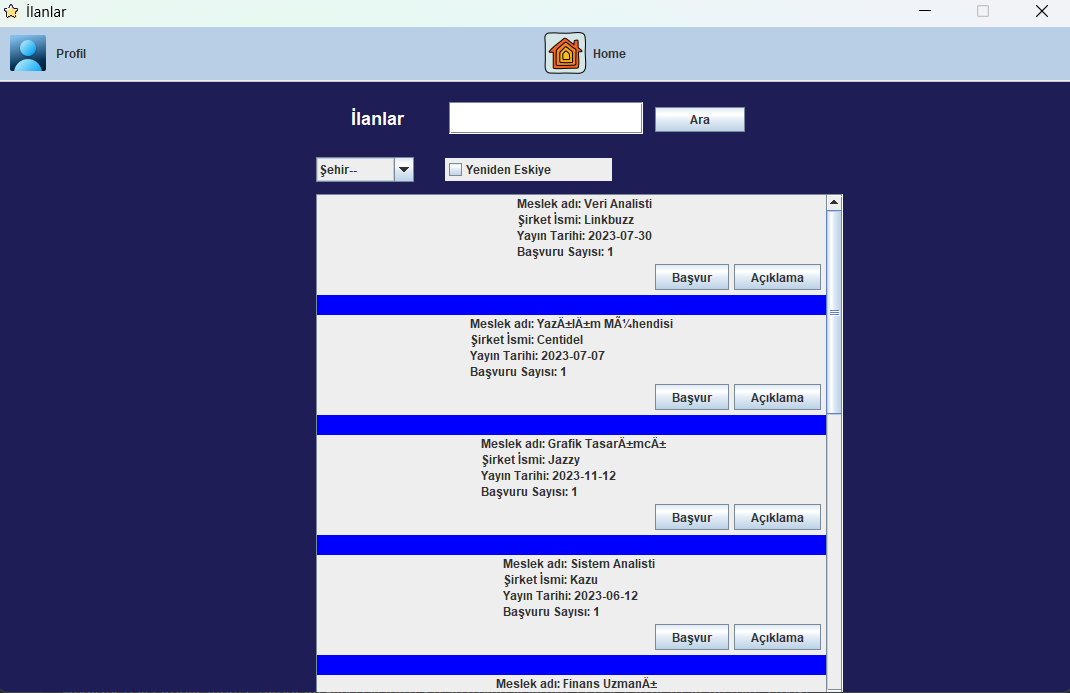 İlanlar
Profil
Home
İlanlar
Ara
Şehir--
Yeniden Eskiye
Meslek adı: Veri Analisti
Şirket İsmi: Linkbuzz
Yayın Tarihi: 2023-07-30
Başvuru Sayısı: 1
Başvur
Açıklama
Meslek adı: YazÄ±lÄ±m MÃ¼hendisi
Şirket İsmi: Centidel
Yayın Tarihi: 2023-07-07
Başvuru Sayısı: 1
Başvur
Açıklama
Meslek adı: Grafik TasarÄ±mcÄ±
Şirket İsmi: Jazzy
Yayın Tarihi: 2023-11-12
Başvuru Sayısı: 1
Başvur
Açıklama
Meslek adı: Sistem Analisti
Şirket İsmi: Kazu
Yayın Tarihi: 2023-06-12
Başvuru Sayısı: 1
Başvur
Açıklama
Meslek adı: Finans UzmanÄ±